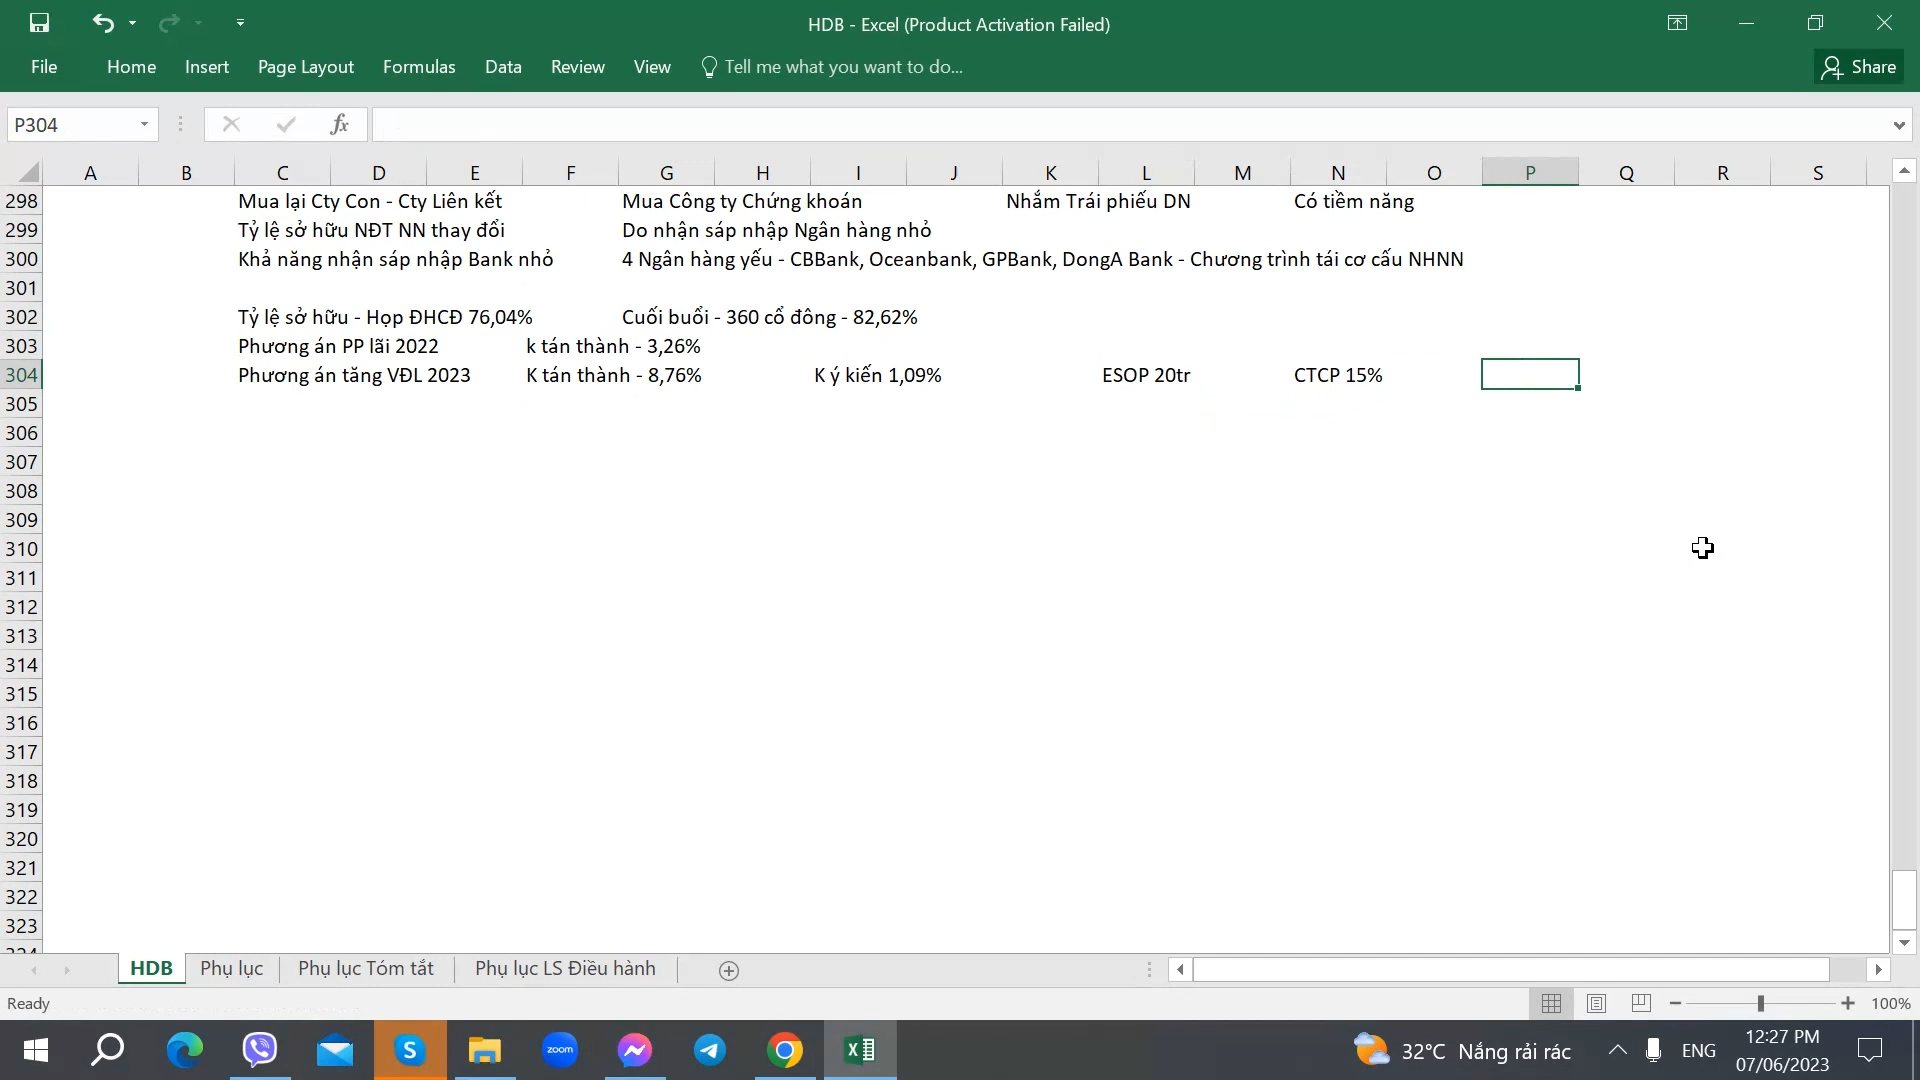 HDB - Excel (Product Activation Failed)
File Home Insert Page Layout Formulas Data Review View Tell me what you want to do... Share
P304 fx
A B C D E F G H I J K L M N O P Q R S
298 Mua lại Cty Con - Cty Liên kết Mua Công ty Chứng khoán Nhắm Trái phiếu DN Có tiềm năng
299 Tỷ lệ sở hữu NĐT NN thay đổi Do nhận sáp nhập Ngân hàng nhỏ
300 Khả năng nhận sáp nhập Bank nhỏ 4 Ngân hàng yếu - CBBank, Oceanbank, GPBank, DongA Bank - Chương trình tái cơ cấu NHNN
301
302 Tỷ lệ sở hữu - Họp ĐHCĐ 76,04% Cuối buổi - 360 cổ đông - 82,62%
303 Phương án PP lãi 2022 k tán thành - 3,26%
304 Phương án tăng VĐL 2023 K tán thành - 8,76% K ý kiến 1,09% ESOP 20tr CTCP 15%
305
306
307
308
309
310
311
312
313
314
315
316
317
318
319
320
321
322
323
324
HDB Phụ lục Phụ lục Tóm tắt Phụ lục LS Điều hành
Ready 100%
zoom 32°C Nắng rải rác ENG 12:27 PM
07/06/2023